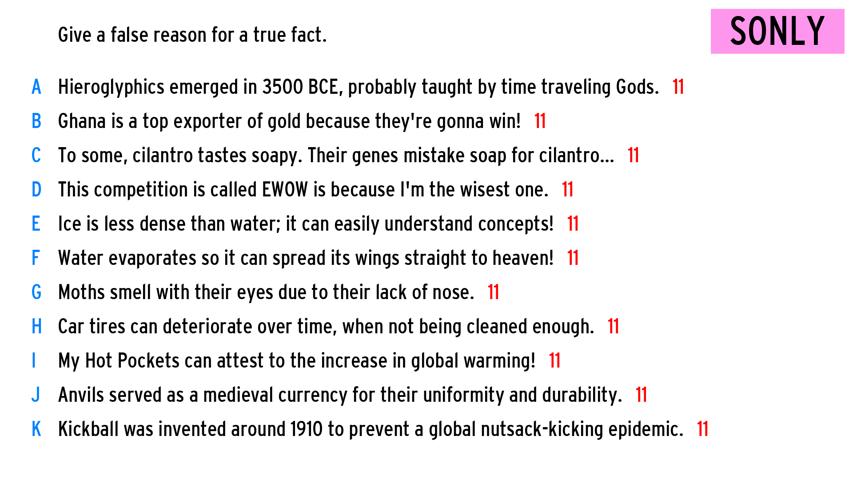 Give a false reason for a true fact.
SONLY
A Hieroglyphics emerged in 3500 BCE, probably taught by time traveling Gods. 11
B Ghana is a top exporter of gold because they're gonna win! 11
C To some, cilantro tastes soapy. Their genes mistake soap for cilantro... 11
D This competition is called EWOW is because I'm the wisest one. 11
E Ice is less dense than water; it can easily understand concepts! 11
F Water evaporates so it can spread its wings straight to heaven! 11
G Moths smell with their eyes due to their lack of nose. 11
H Car tires can deteriorate over time, when not being cleaned enough. 11
I My Hot Pockets can attest to the increase in global warming! 11
J Anvils served as a medieval currency for their uniformity and durability. 11
K Kickball was invented around 1910 to prevent a global nutsack-kicking epidemic. 11